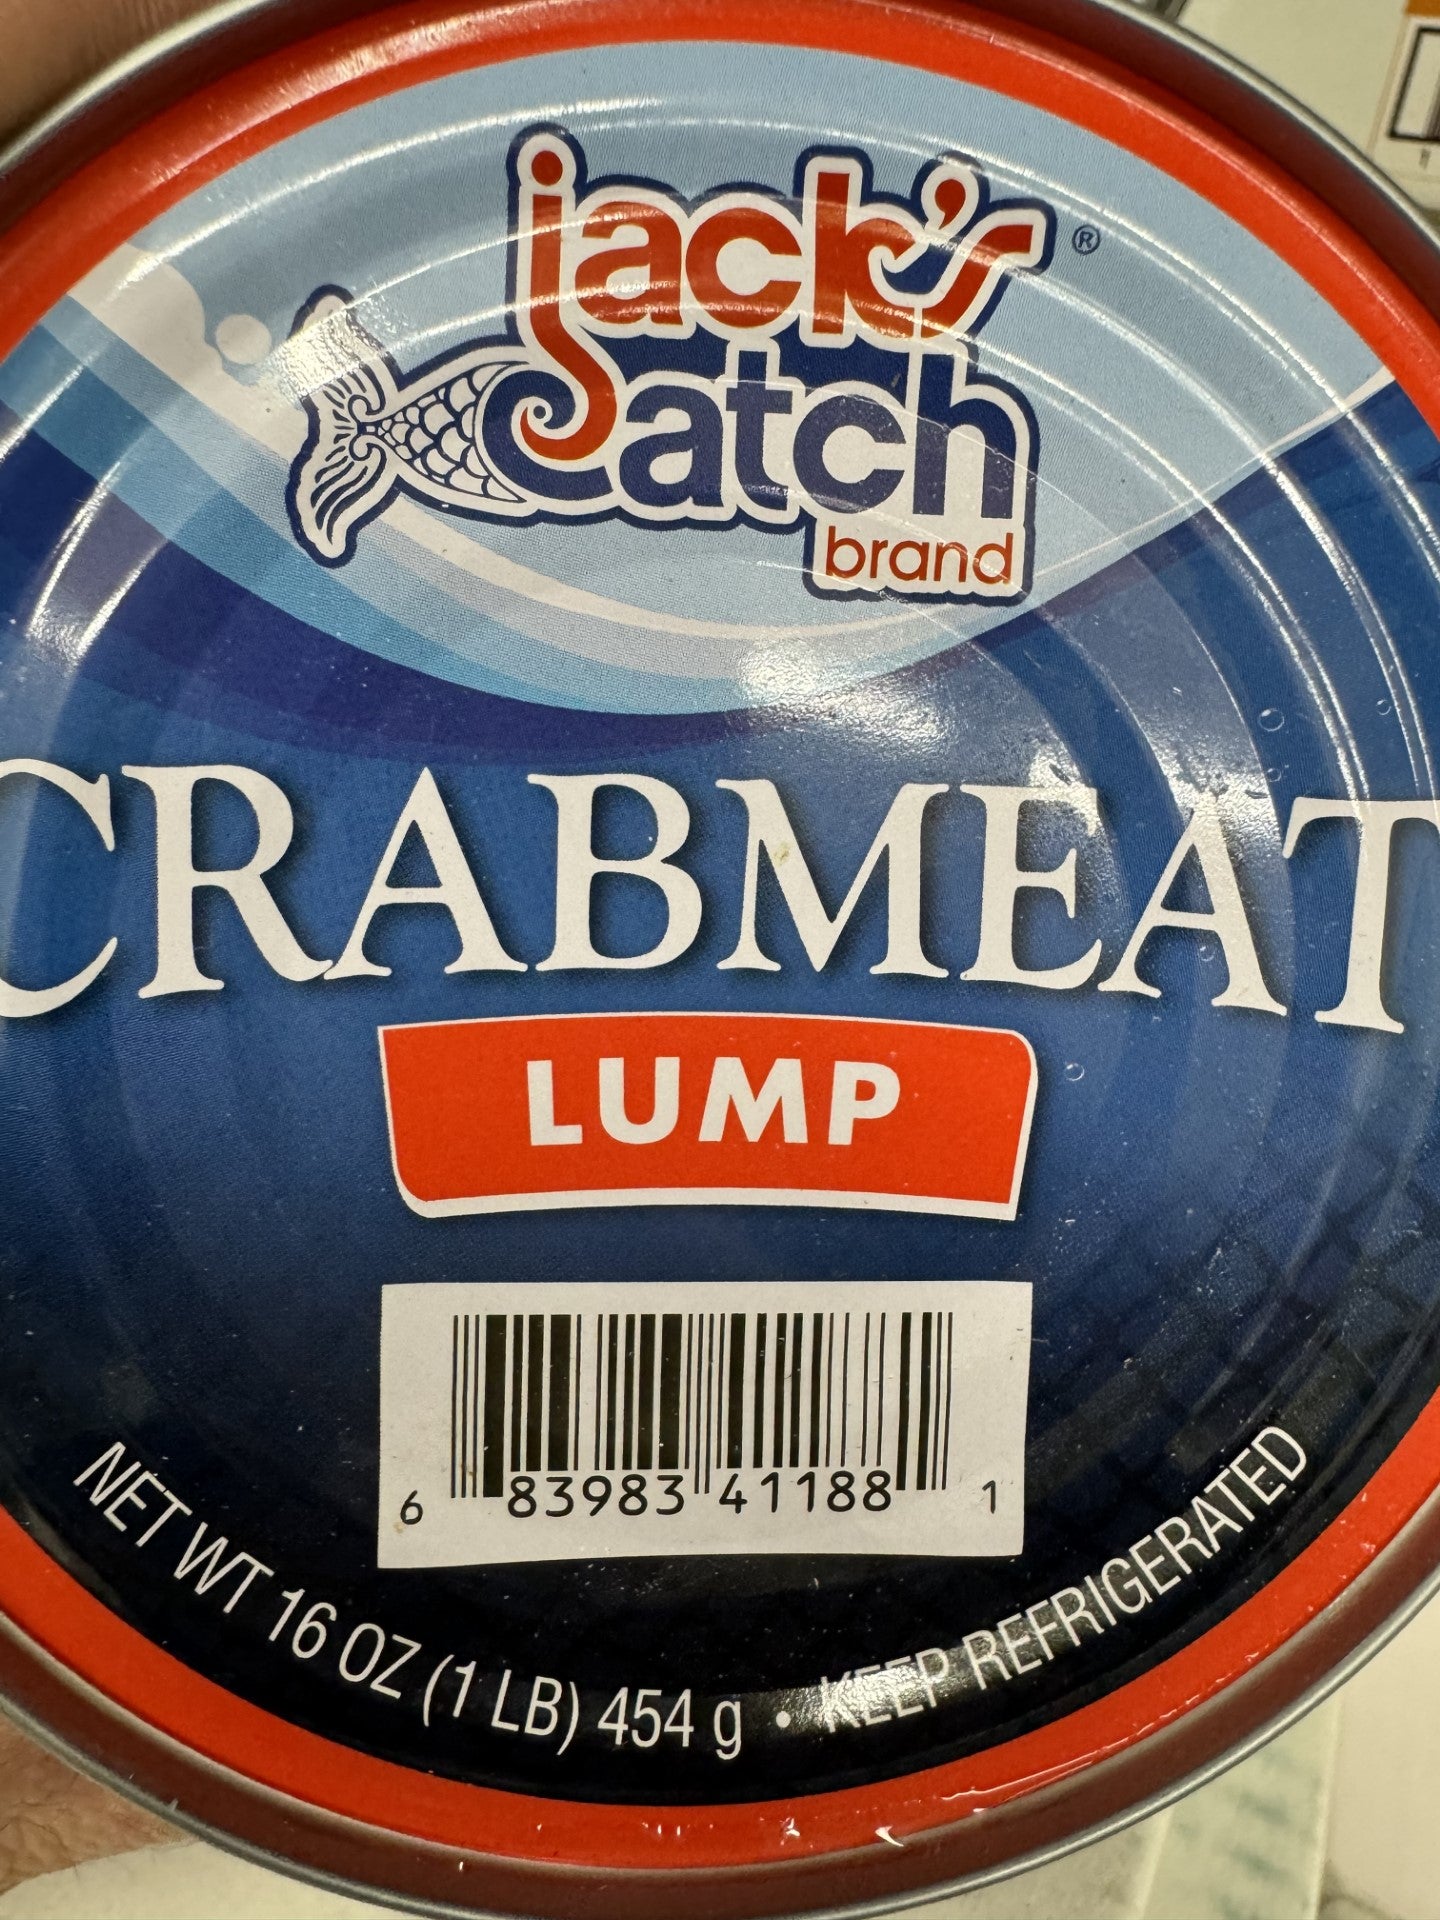 jack's ®
Catch
brand
CRABMEAT
LUMP
6 83983 41188 1
NET WT 16 OZ (1 LB) 454 g • KEEP REFRIGERATED